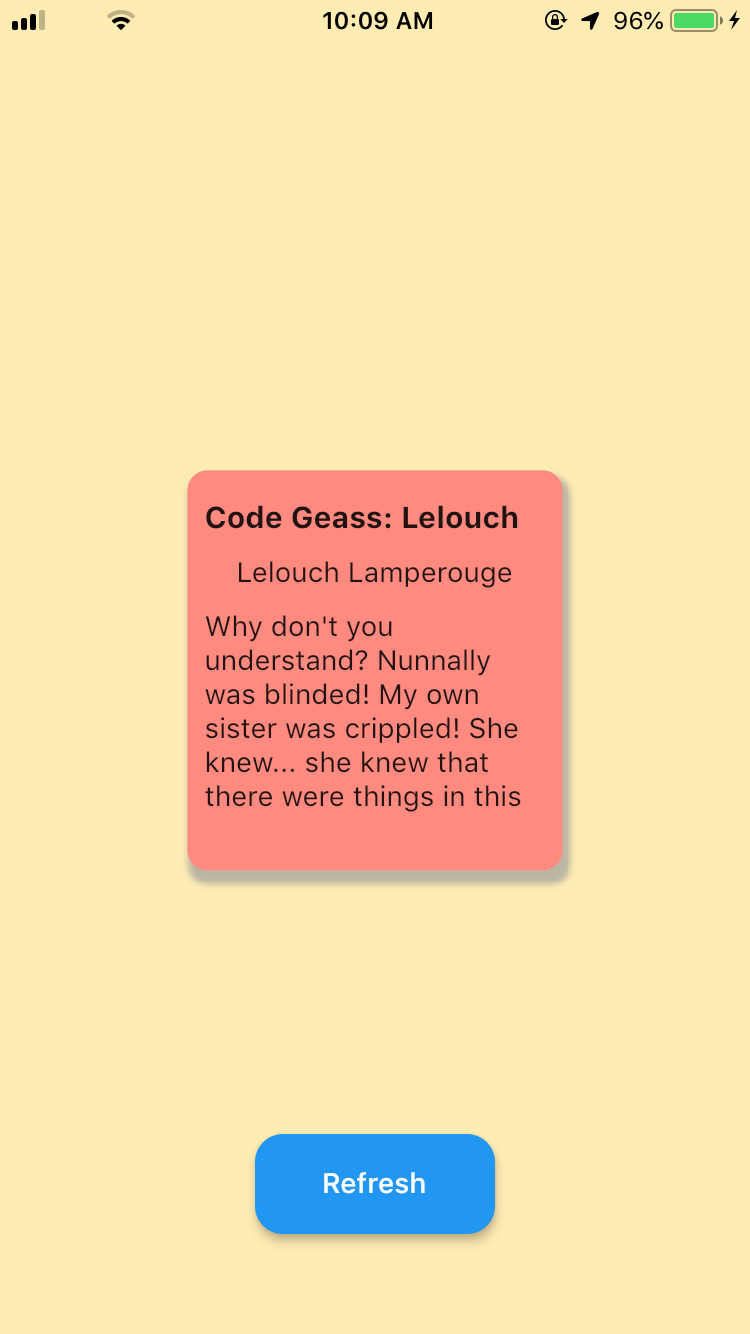 10:09 AM
96%
Code Geass: Lelouch
Lelouch Lamperouge
Why don't you
understand? Nunnally
was blinded! My own
sister was crippled! She
knew... she knew that
there were things in this
Refresh